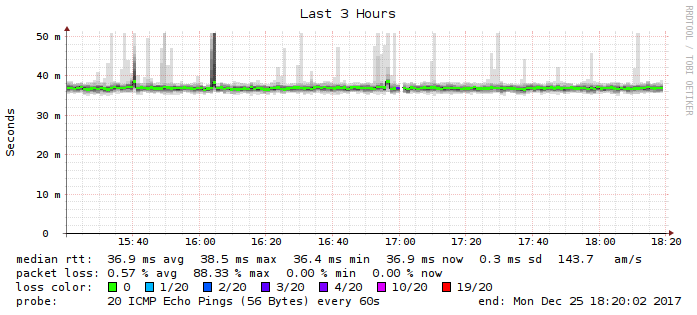 Last 3 Hours
RRDTOOL / TOBI OETIKER
Seconds
50 m
40 m
30 m
20 m
10 m
0
15:40 16:00 16:20 16:40 17:00 17:20 17:40 18:00 18:20
median rtt: 36.9 ms avg 38.5 ms max 36.4 ms min 36.9 ms now 0.3 ms sd 143.7 am/s
packet loss: 0.57 % avg 88.33 % max 0.00 % min 0.00 % now
loss color: 0 1/20 2/20 3/20 4/20 10/20 19/20
probe: 20 ICMP Echo Pings (56 Bytes) every 60s end: Mon Dec 25 18:20:02 2017